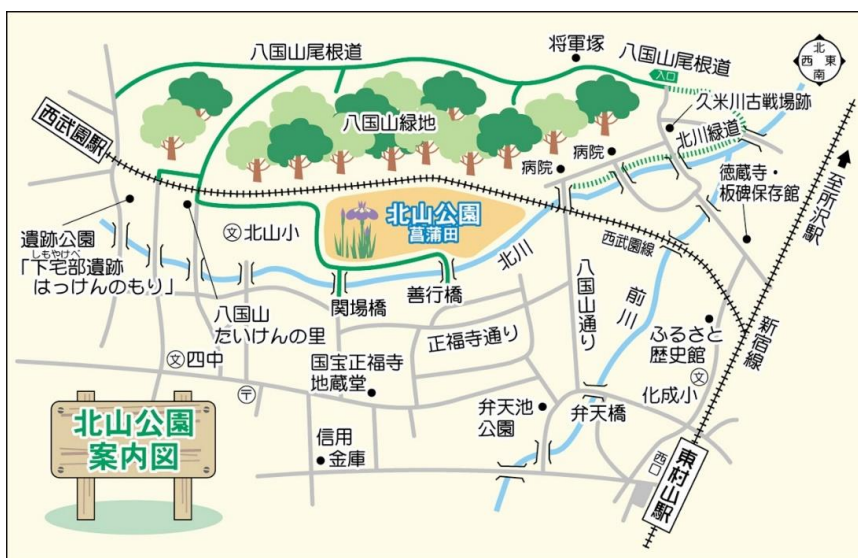 八国山尾根道
将軍塚
八国山尾根道
入口
北
西 東
南
久米川古戦場跡
西武園駅
八国山緑地
病院
病院
北川緑道
徳蔵寺・
板碑保存館
至所沢駅
北山公園
菖蒲田
遺跡公園
しもやけべ
「下宅部遺跡
はっけんのもり」
文北山小
北川
西武園線
八国山
たいけんの里
関場橋
善行橋
八国山通り
前川
新宿線
正福寺通り
ふるさと
歴史館
文四中
国宝正福寺
地蔵堂
文
化成小
〒
弁天池
公園
弁天橋
北山公園
案内図
信用
金庫
西口
東村山駅